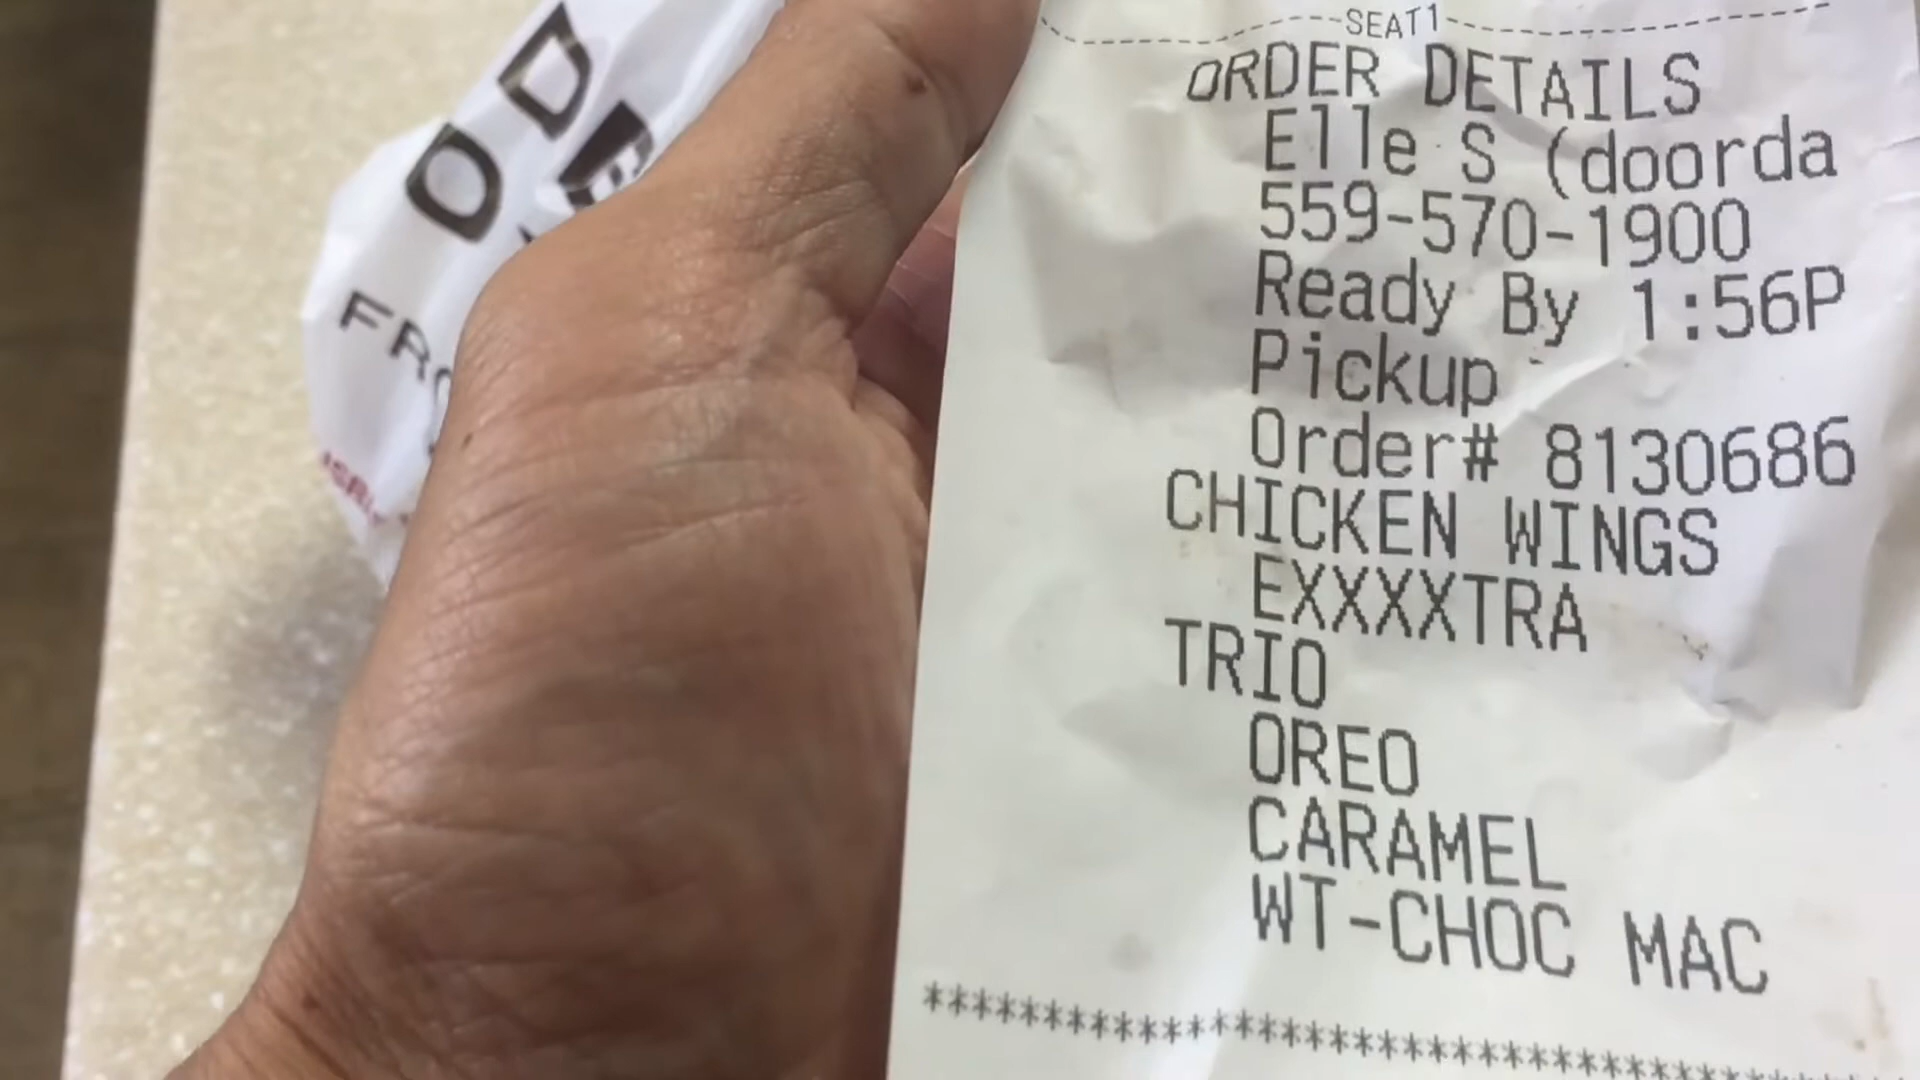 SEAT1
ORDER DETAILS
Elle S (doorda
559-570-1900
Ready By 1:56P
Pickup
Order# 8130686
CHICKEN WINGS
EXXXXTRA
TRIO
OREO
CARAMEL
WT-CHOC MAC
*******************************************